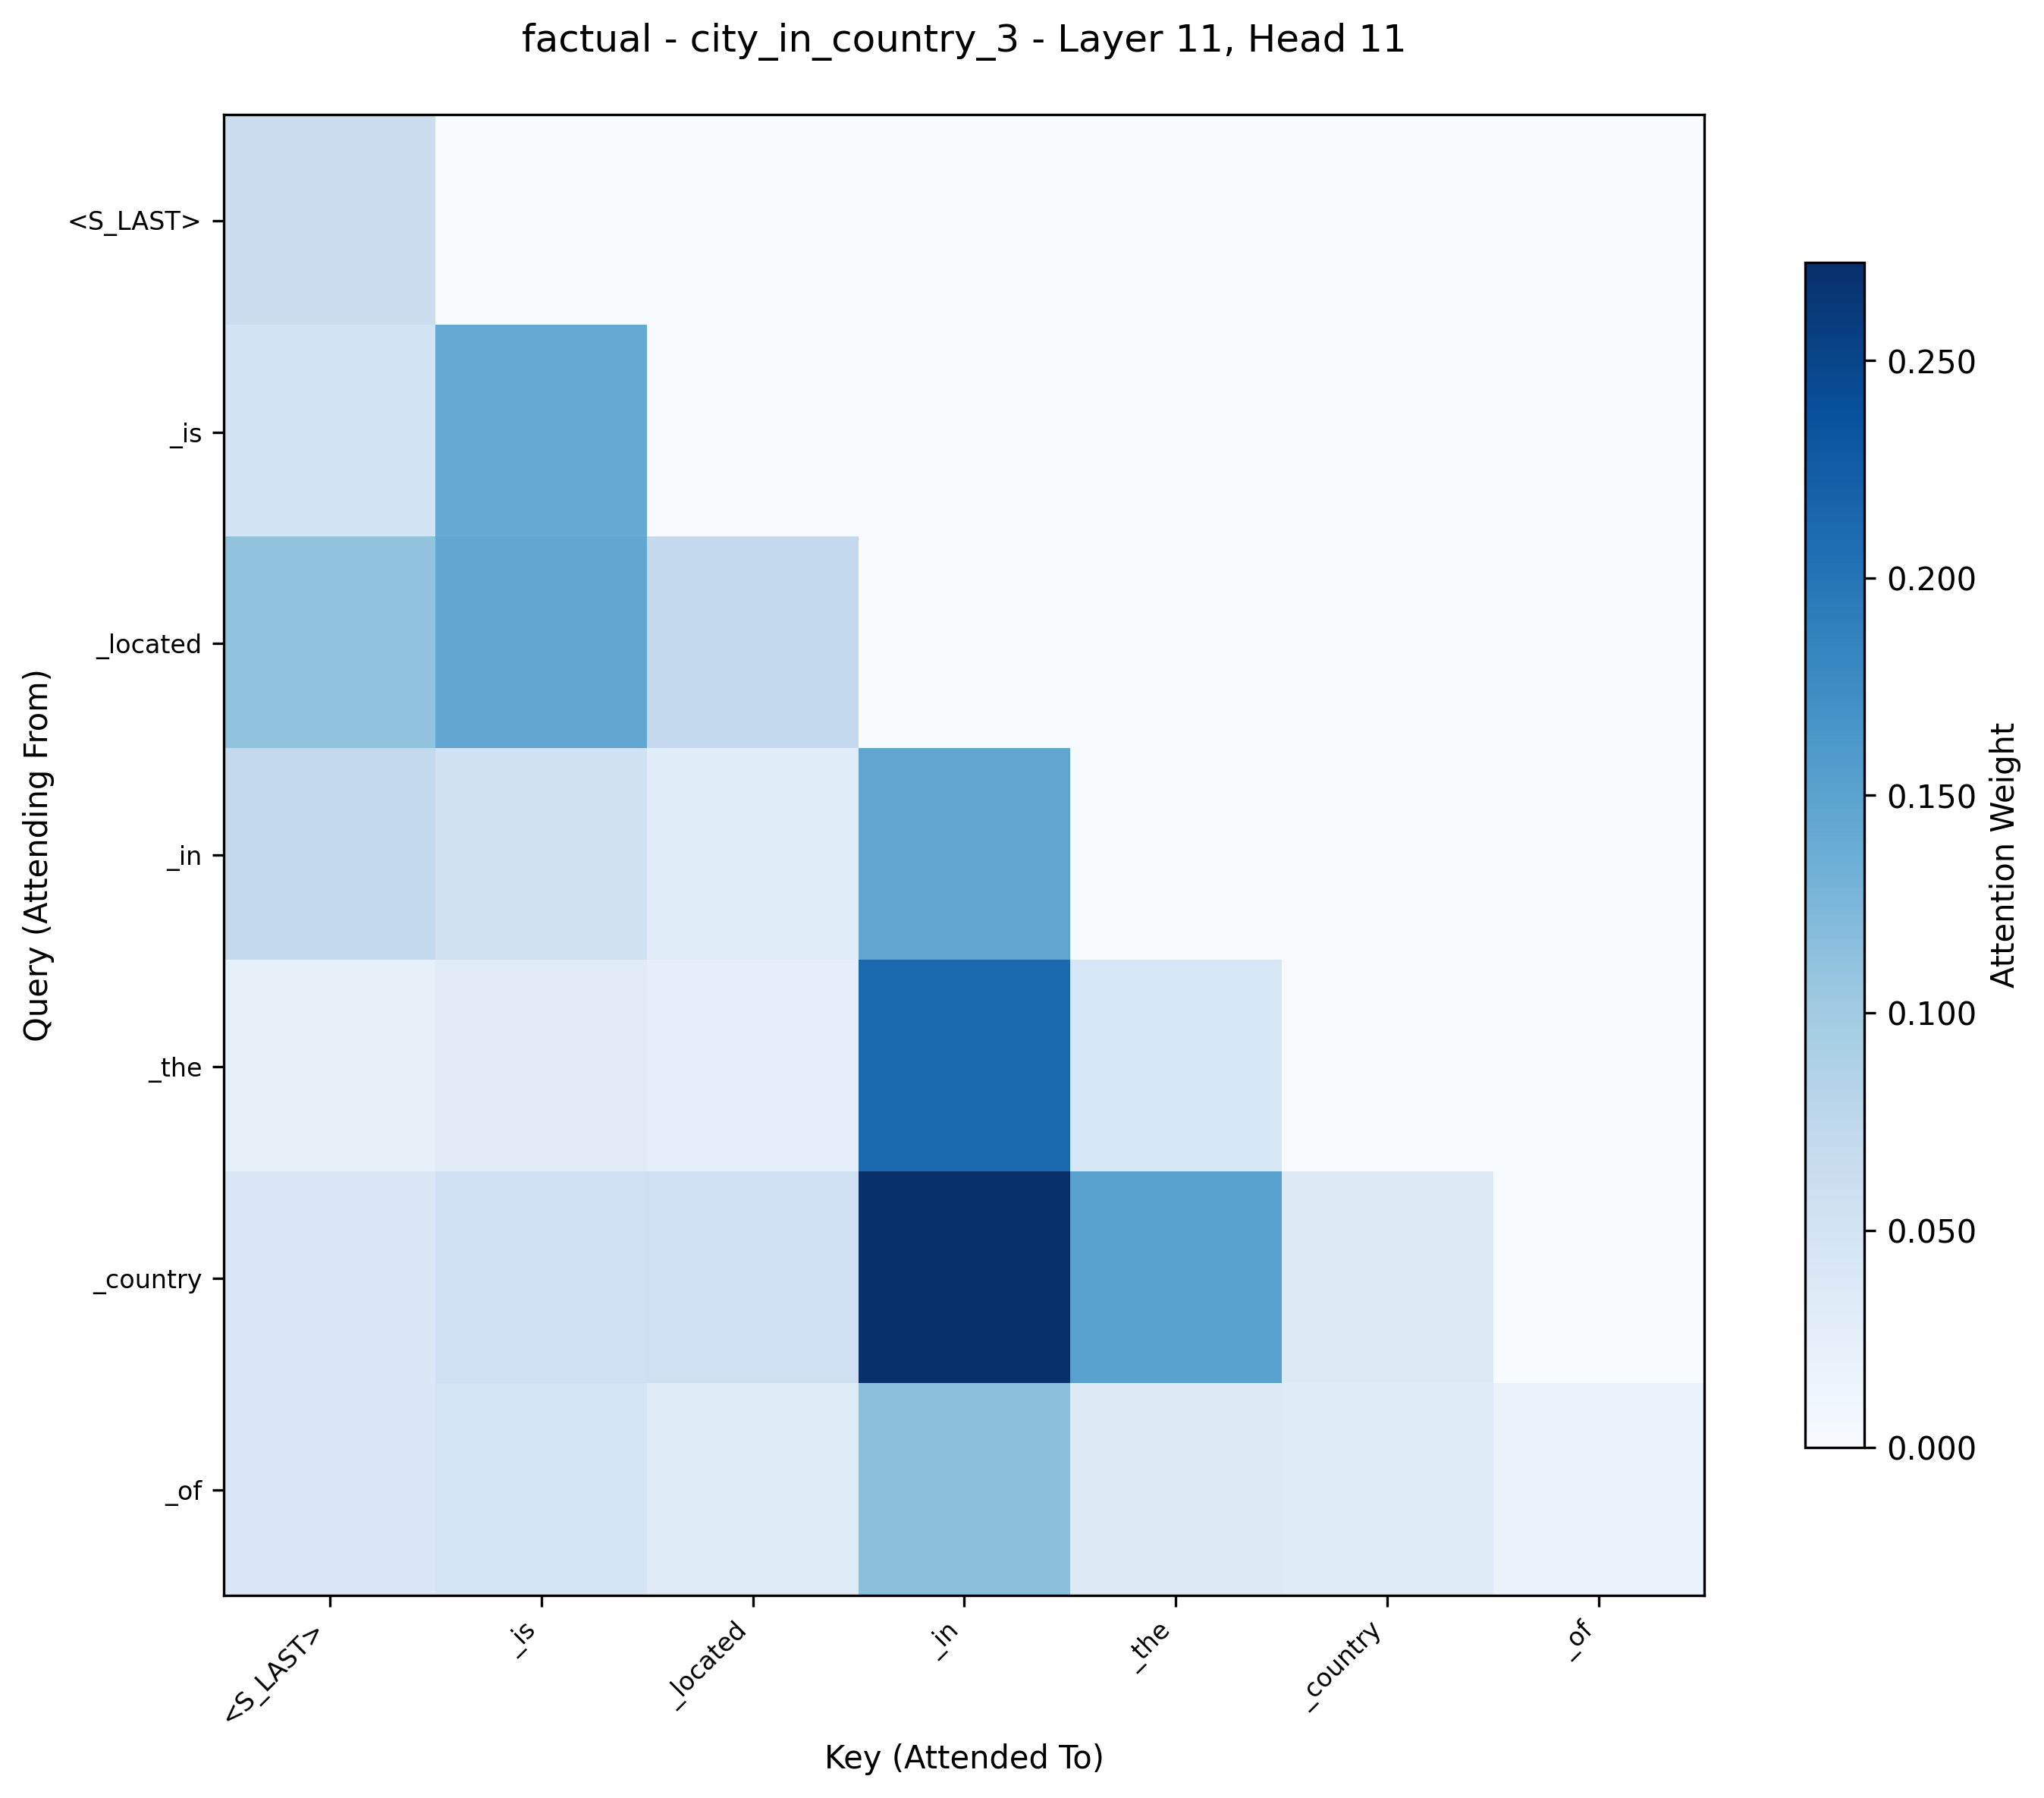 factual - city_in_country_3 - Layer 11, Head 11
Query (Attending From)
<S_LAST>
_is
_located
_in
_the
_country
_of
<S_LAST>
_is
_located
_in
_the
_country
_of
Key (Attended To)
0.250
0.200
0.150
0.100
0.050
0.000
Attention Weight